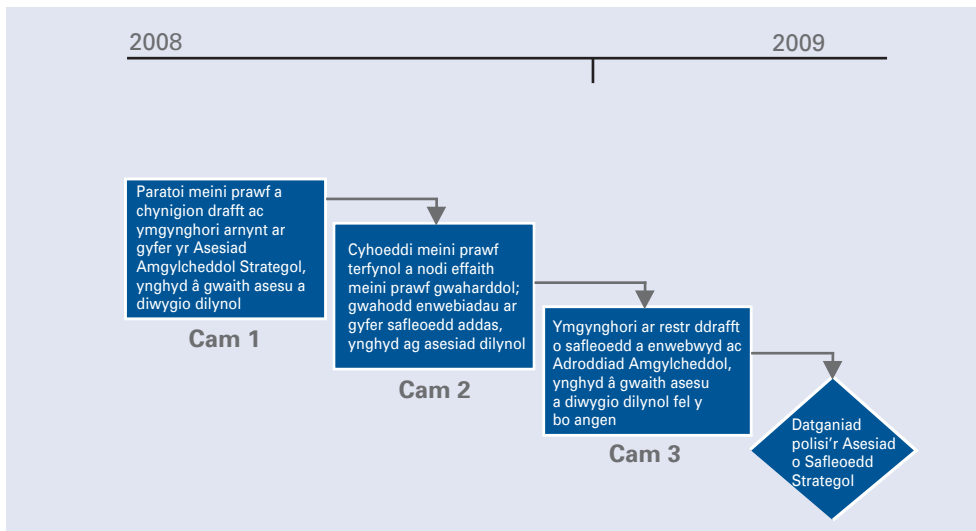 2008
2009
Paratoi meini prawf a
chynigion drafft ac
ymgynghori arnynt ar
gyfer yr Asesiad
Amgylcheddol Strategol,
ynghyd â gwaith asesu a
diwygio dilynol
Cam 1
Cyhoeddi meini prawf
terfynol a nodi effaith
meini prawf gwaharddol;
gwahodd enwebiadau ar
gyfer safleoedd addas,
ynghyd ag asesiad dilynol
Cam 2
Ymgynghori ar restr ddrafft
o safleoedd a enwebwyd ac
Adroddiad Amgylcheddol,
ynghyd â gwaith asesu
a diwygio dilynol fel y
bo angen
Cam 3
Datganiad
polisi’r Asesiad
o Safleoedd
Strategol